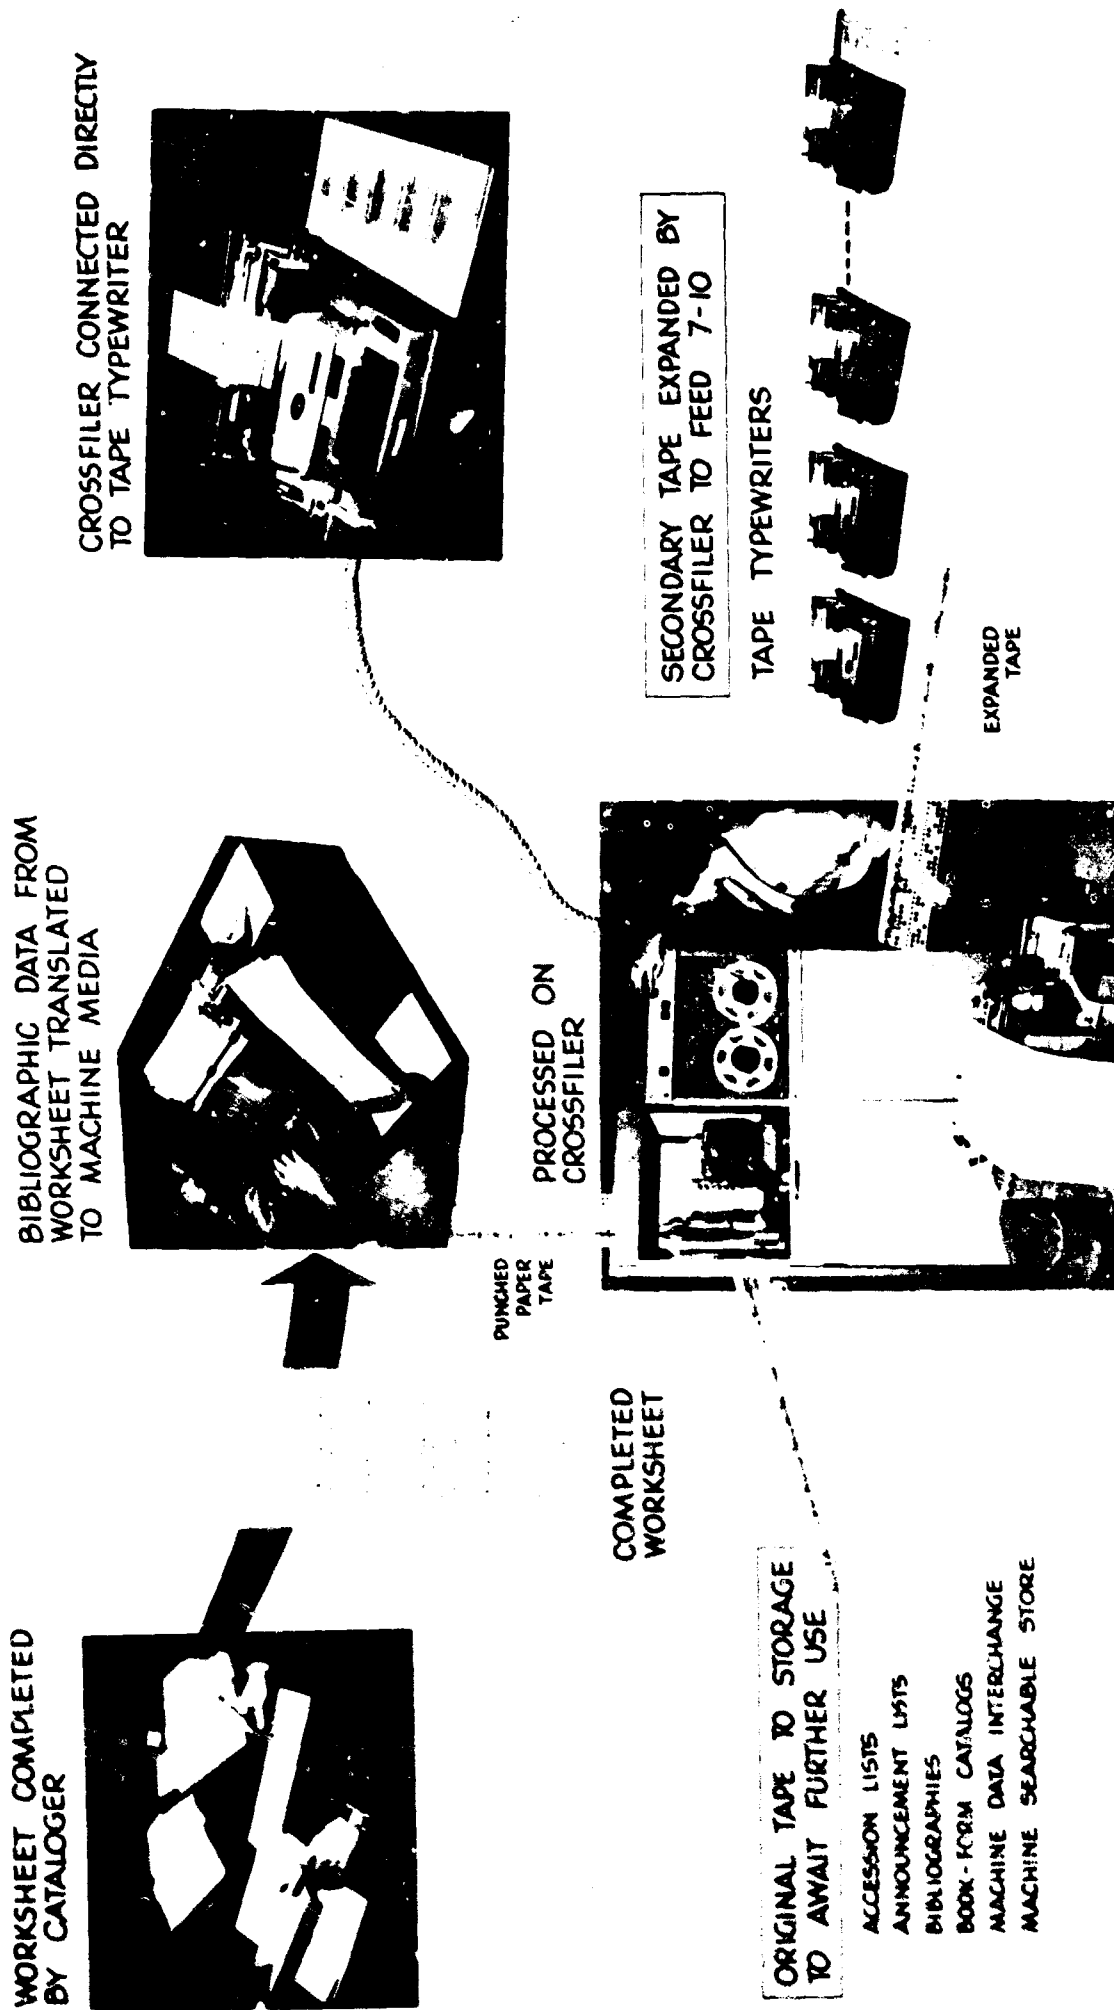 WORKSHEET COMPLETED
BY CATALOGER
BIBLIOGRAPHIC DATA FROM
WORKSHEET TRANSLATED
TO MACHINE MEDIA
CROSSFILER CONNECTED DIRECTLY
TO TAPE TYPEWRITER
PUNCHED
PAPER
TAPE
COMPLETED
WORKSHEET
PROCESSED ON
CROSSFILER
SECONDARY TAPE EXPANDED BY
CROSSFILER TO FEED 7-10
TAPE TYPEWRITERS
EXPANDED
TAPE
ORIGINAL TAPE TO STORAGE
TO AWAIT FURTHER USE
ACCESSION LISTS
ANNOUNCEMENT LISTS
BIBLIOGRAPHIES
BOOK-FORM CATALOGS
MACHINE DATA INTERCHANGE
MACHINE SEARCHABLE STORE